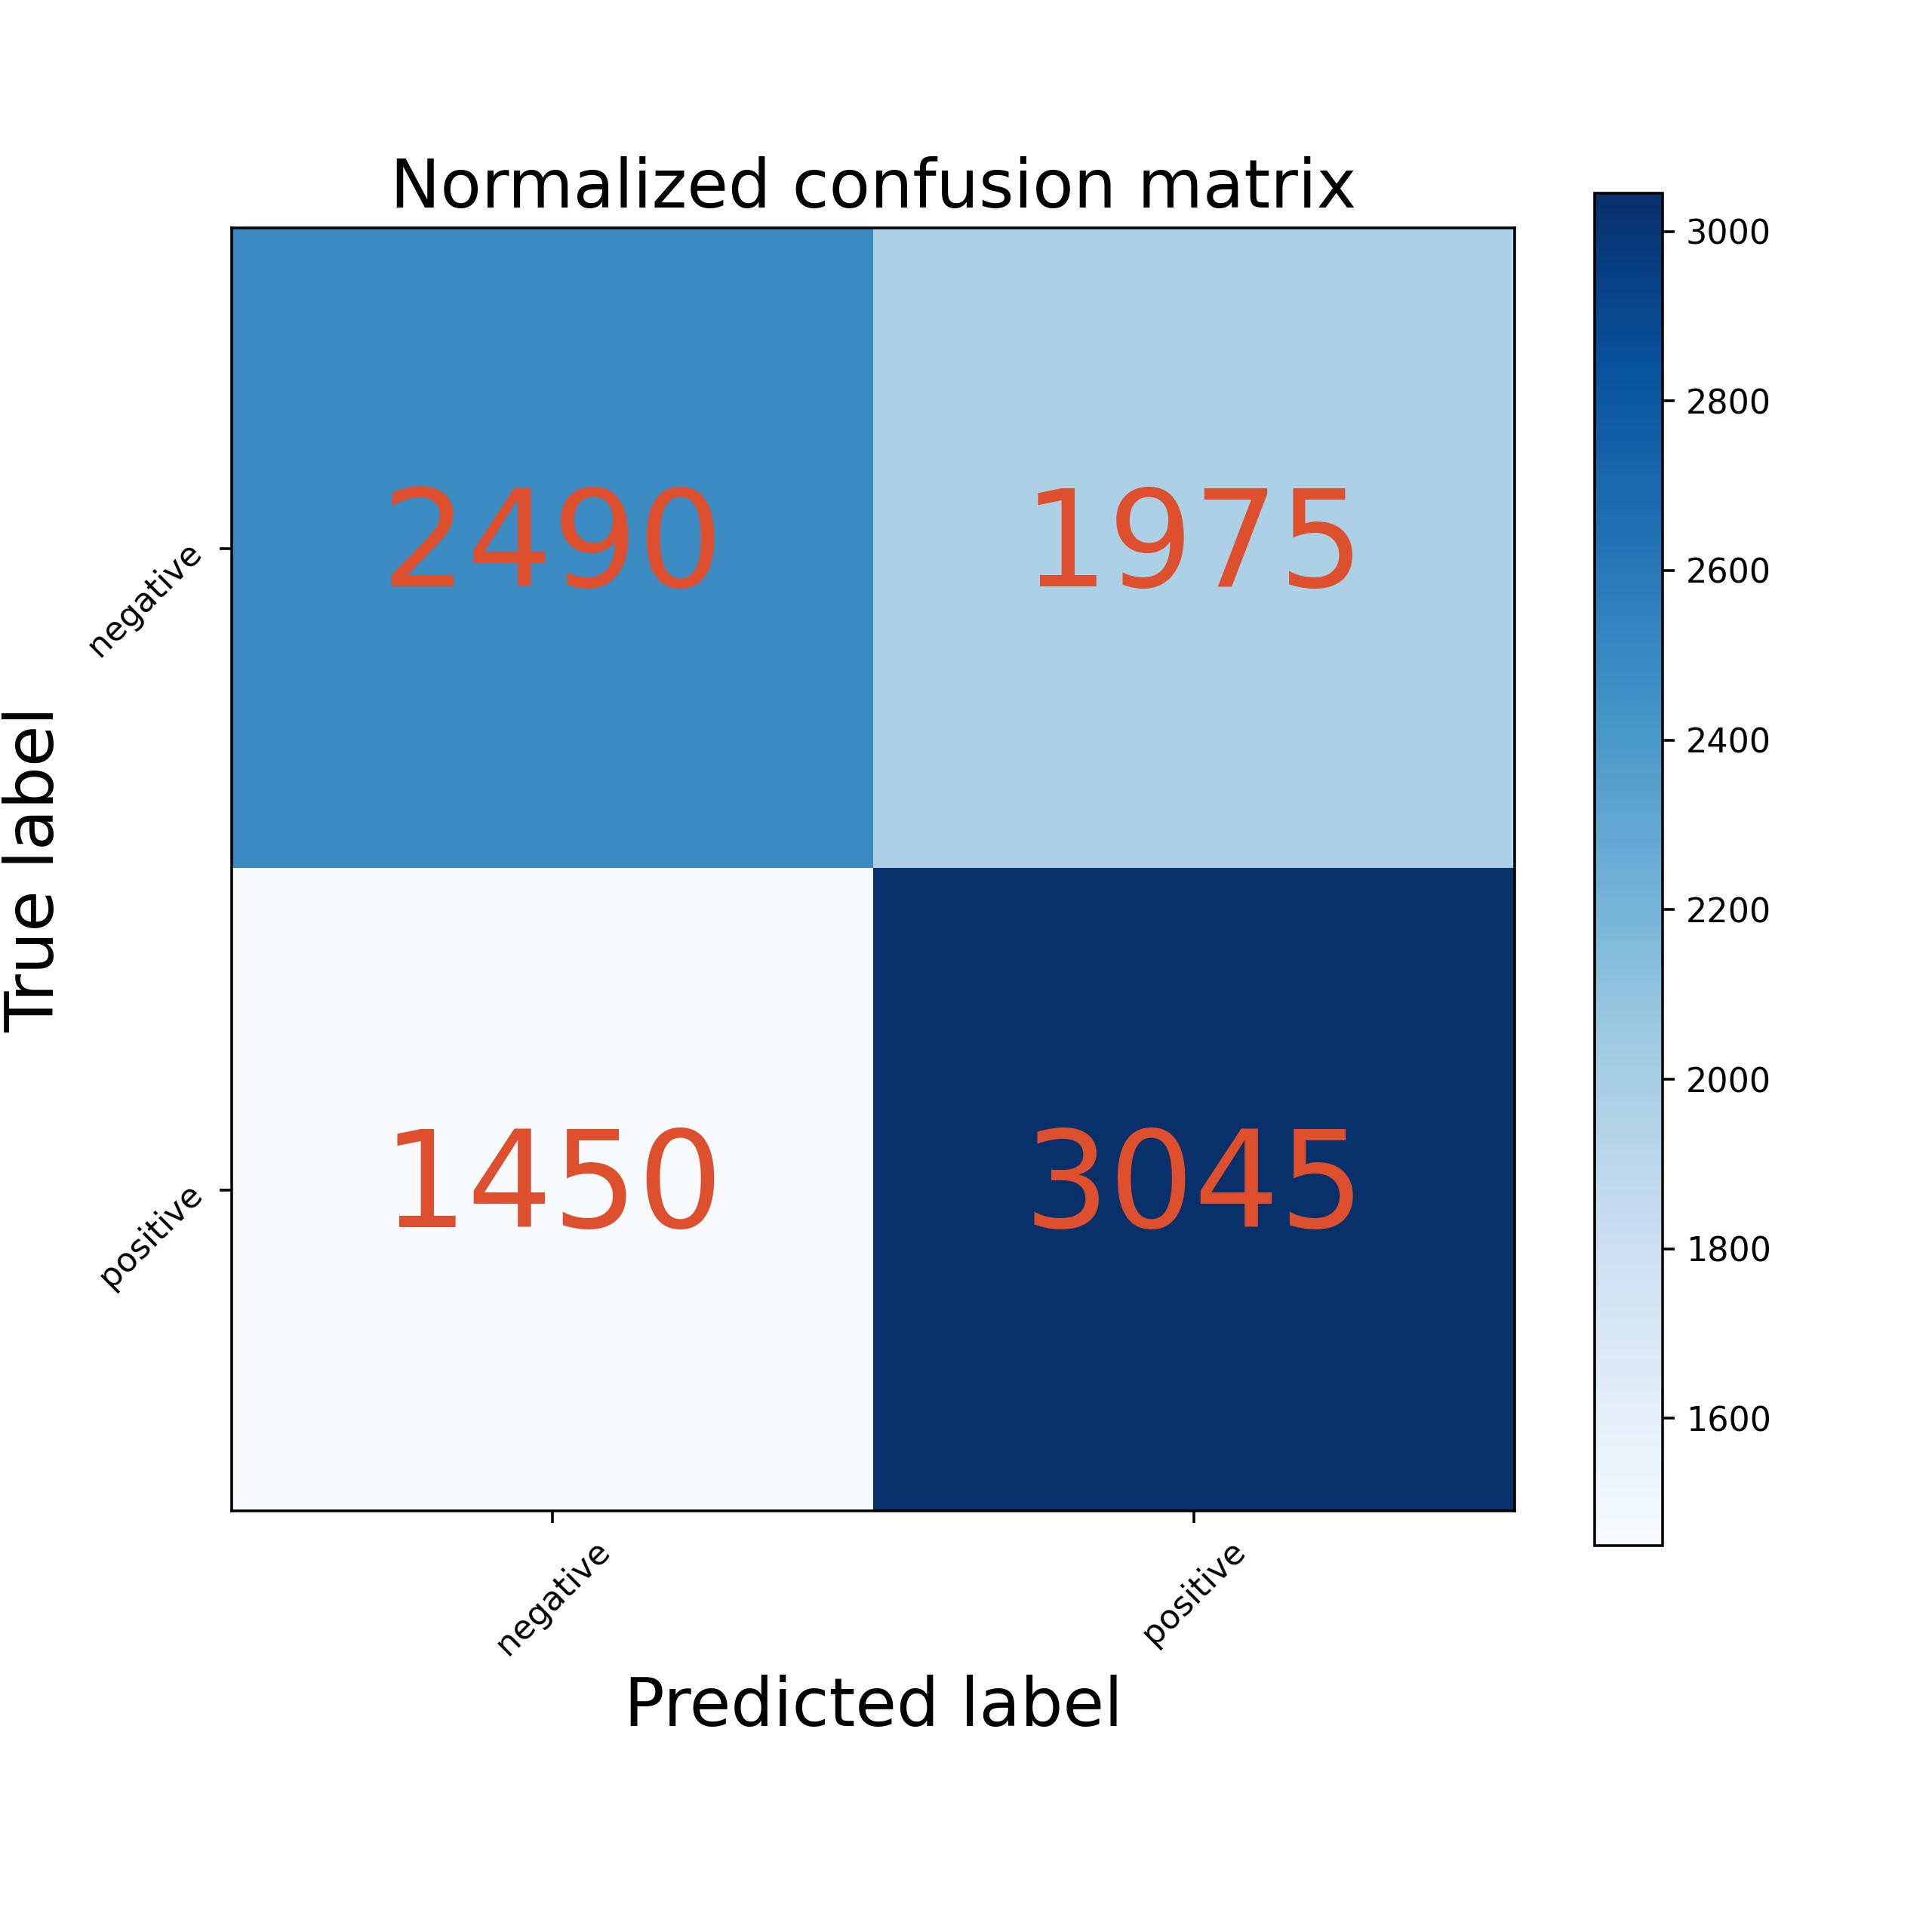 Normalized confusion matrix
True label
negative
2490
1975
positive
1450
3045
negative
positive
Predicted label
3000
2800
2600
2400
2200
2000
1800
1600